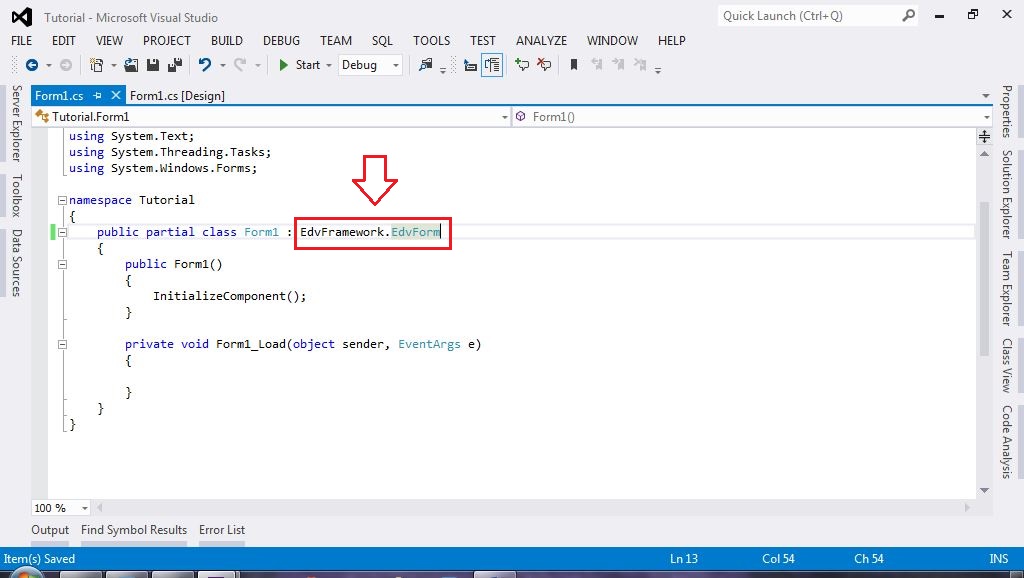 Tutorial - Microsoft Visual Studio
Quick Launch (Ctrl+Q)
FILE EDIT VIEW PROJECT BUILD DEBUG TEAM SQL TOOLS TEST ANALYZE WINDOW HELP
Start Debug
Form1.cs Form1.cs [Design]
Tutorial.Form1 Form1()
using System.Text;
using System.Threading.Tasks;
using System.Windows.Forms;
namespace Tutorial
{
public partial class Form1 : EdvFramework.EdvForm
{
public Form1()
{
InitializeComponent();
}
private void Form1_Load(object sender, EventArgs e)
{
}
}
}
Server Explorer
Toolbox
Data Sources
Properties
Solution Explorer
Team Explorer
Class View
Code Analysis
100 %
Output Find Symbol Results Error List
Item(s) Saved Ln 13 Col 54 Ch 54 INS